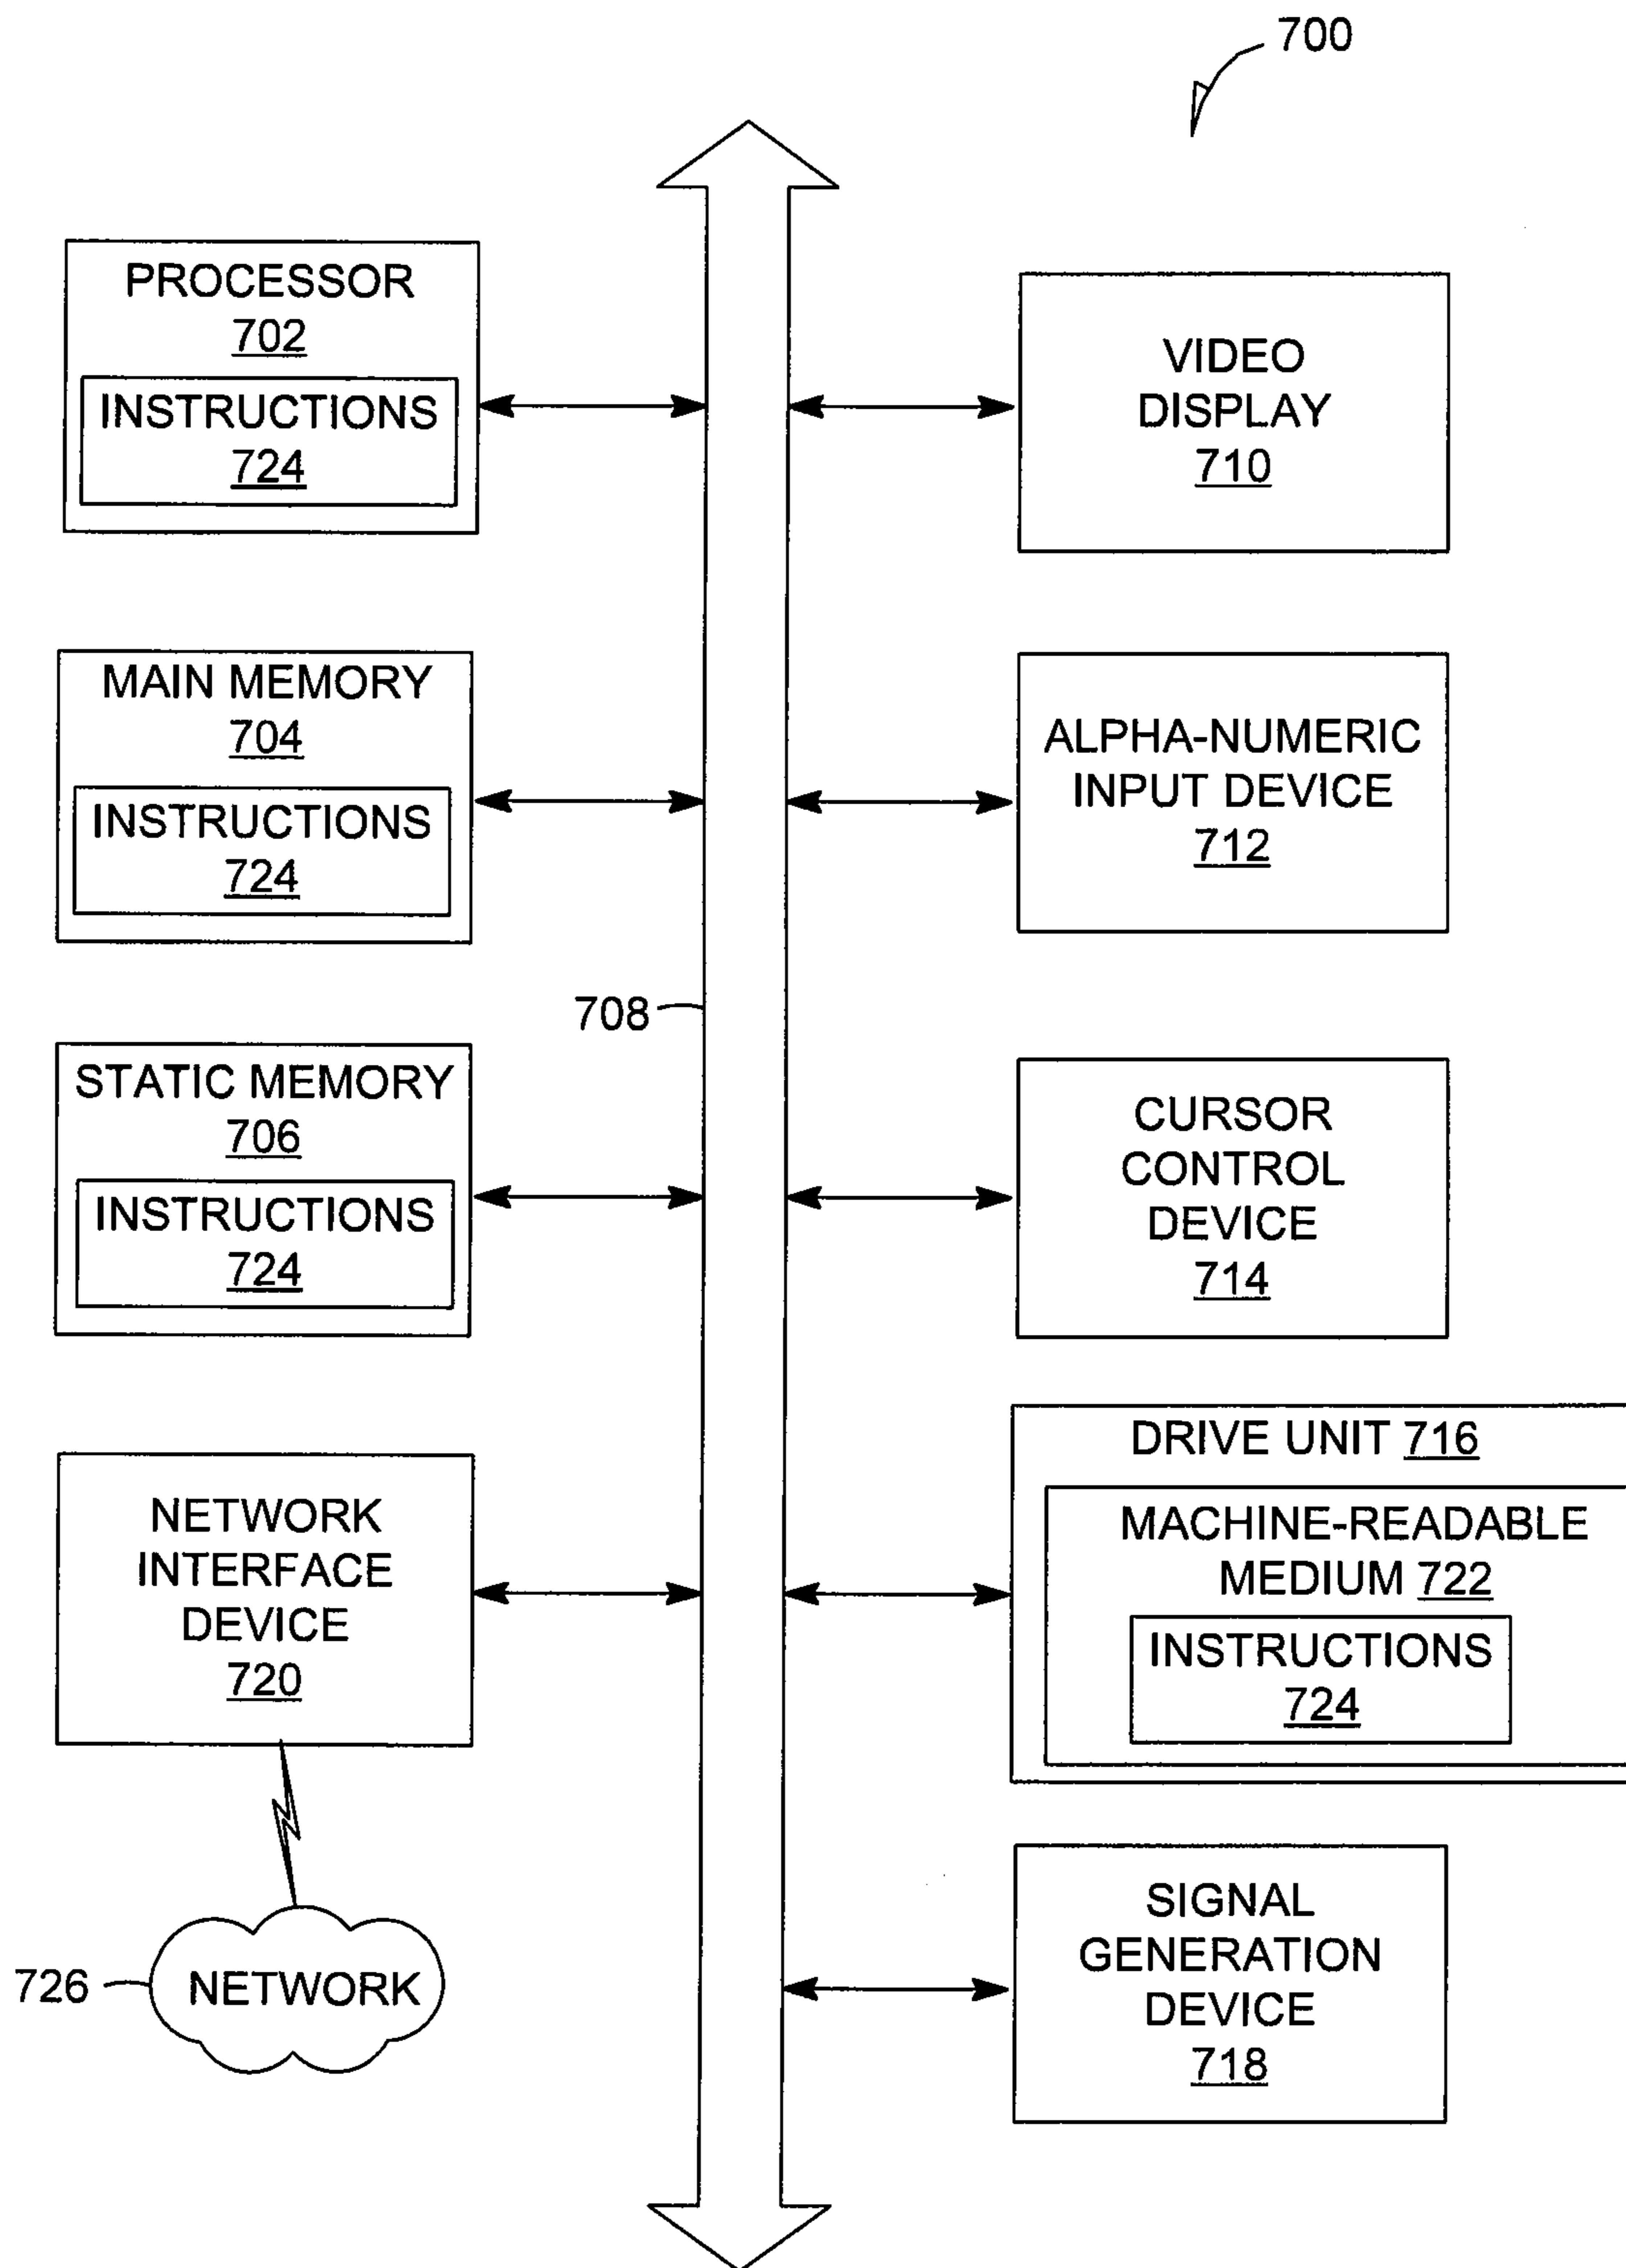 700
PROCESSOR
702
INSTRUCTIONS
724
VIDEO
DISPLAY
710
MAIN MEMORY
704
INSTRUCTIONS
724
ALPHA-NUMERIC
INPUT DEVICE
712
708
STATIC MEMORY
706
INSTRUCTIONS
724
CURSOR
CONTROL
DEVICE
714
NETWORK
INTERFACE
DEVICE
720
DRIVE UNIT 716
MACHINE-READABLE
MEDIUM 722
INSTRUCTIONS
724
726
NETWORK
SIGNAL
GENERATION
DEVICE
718